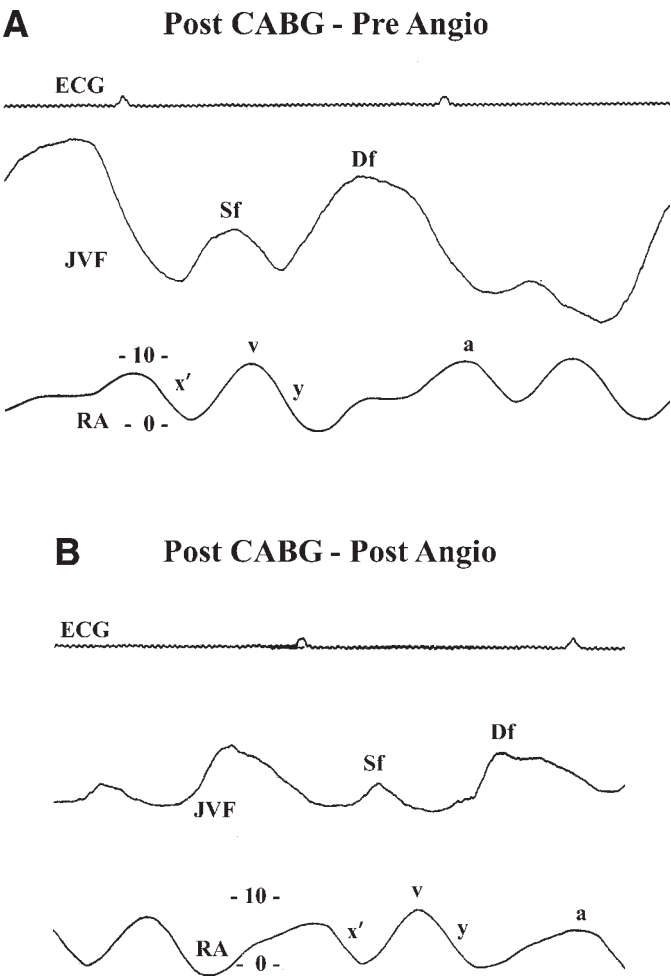 A Post CABG - Pre Angio
ECG
Df
Sf
JVF
- 10 -
v
a
x'
y
RA - 0 -
B Post CABG - Post Angio
ECG
Df
Sf
JVF
- 10 -
v
a
x'
y
RA
- 0 -